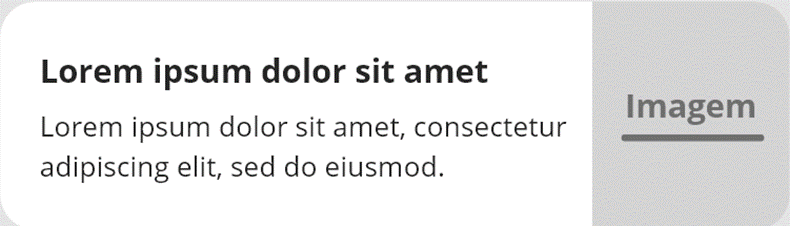 Lorem ipsum dolor sit amet
Lorem ipsum dolor sit amet, consectetur
adipiscing elit, sed do eiusmod.
Imagem